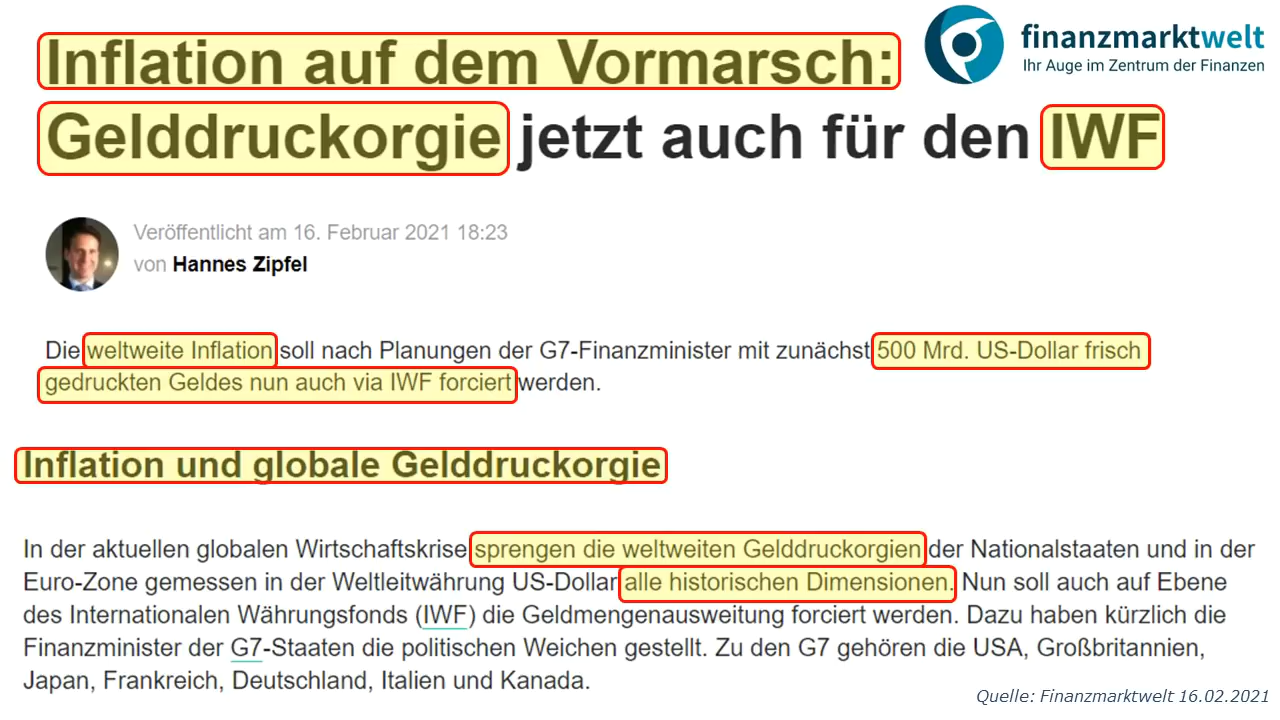 Inflation auf dem Vormarsch:
Gelddruckorgie jetzt auch für den IWF
finanzmarktwelt
Ihr Auge im Zentrum der Finanzen
Veröffentlicht am 16. Februar 2021 18:23
von Hannes Zipfel
Die weltweite Inflation soll nach Planungen der G7-Finanzminister mit zunächst 500 Mrd. US-Dollar frisch
gedruckten Geldes nun auch via IWF forciert werden.
Inflation und globale Gelddruckorgie
In der aktuellen globalen Wirtschaftskrise sprengen die weltweiten Gelddruckorgien der Nationalstaaten und in der
Euro-Zone gemessen in der Weltleitwährung US-Dollar alle historischen Dimensionen. Nun soll auch auf Ebene
des Internationalen Währungsfonds (IWF) die Geldmengenausweitung forciert werden. Dazu haben kürzlich die
Finanzminister der G7-Staaten die politischen Weichen gestellt. Zu den G7 gehören die USA, Großbritannien,
Japan, Frankreich, Deutschland, Italien und Kanada.
Quelle: Finanzmarktwelt 16.02.2021